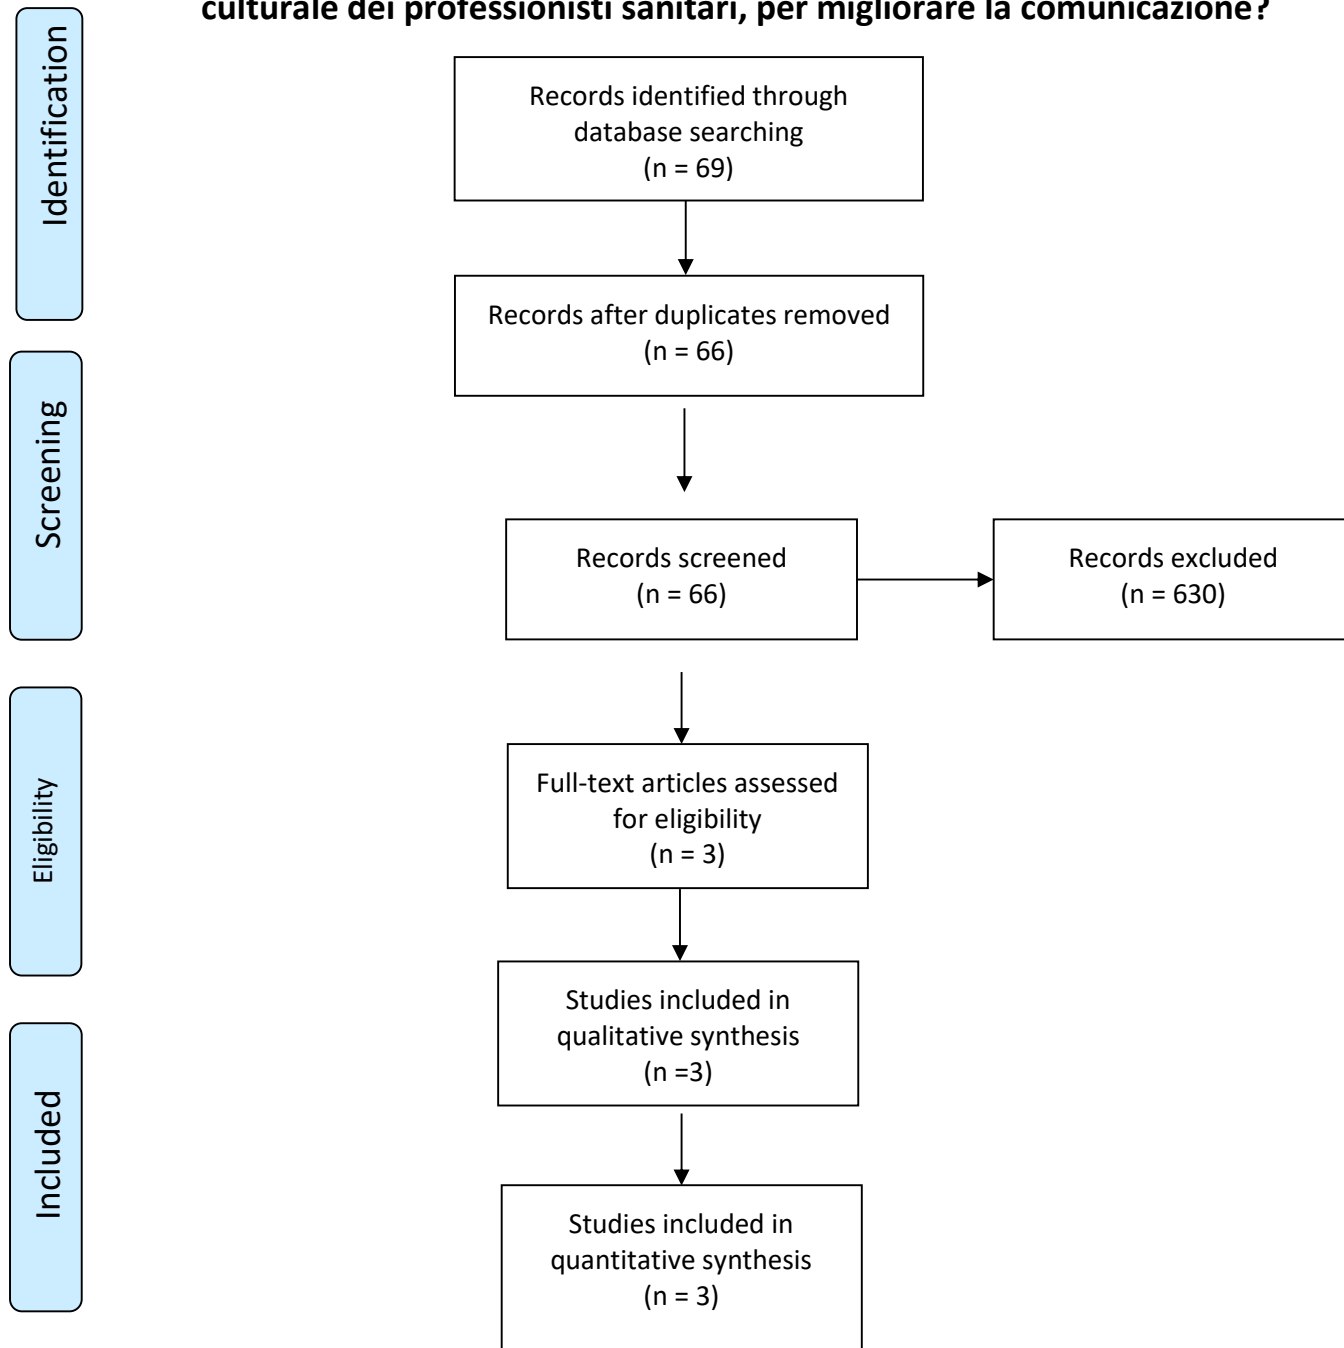 culturale dei professionisti sanitari, per migliorare la comunicazione?
Identification
Records identified through
database searching
(n = 69)
Records after duplicates removed
(n = 66)
Screening
Records screened
(n = 66)
Records excluded
(n = 630)
Eligibility
Full-text articles assessed
for eligibility
(n = 3)
Included
Studies included in
qualitative synthesis
(n =3)
Studies included in
quantitative synthesis
(n = 3)